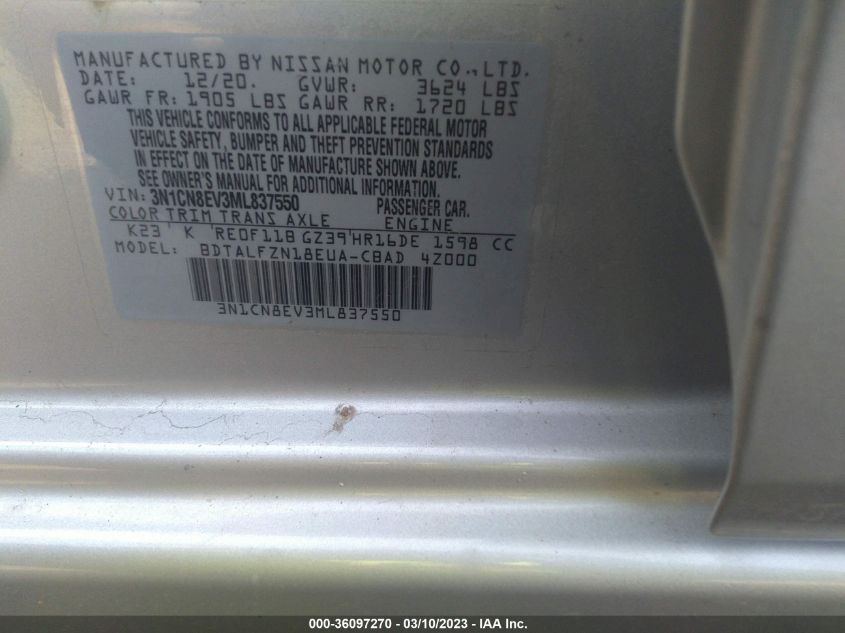 MANUFACTURED BY NISSAN MOTOR CO.,LTD.
DATE: 12/20. GVWR: 3624 LBS
GAWR FR: 1905 LBS GAWR RR: 1720 LBS
THIS VEHICLE CONFORMS TO ALL APPLICABLE FEDERAL MOTOR
VEHICLE SAFETY, BUMPER AND THEFT PREVENTION STANDARDS
IN EFFECT ON THE DATE OF MANUFACTURE SHOWN ABOVE.
SEE OWNER'S MANUAL FOR ADDITIONAL INFORMATION.
VIN: 3N1CN8EV3ML837550 PASSENGER CAR.
COLOR TRIM TRANS AXLE ENGINE
K23 K RE0F11B GZ39 HR16DE 1598 CC
MODEL: BDTALFZN18EUA-CBAD 4Z000
3N1CN8EV3ML837550
000-36097270 - 03/10/2023 - IAA Inc.